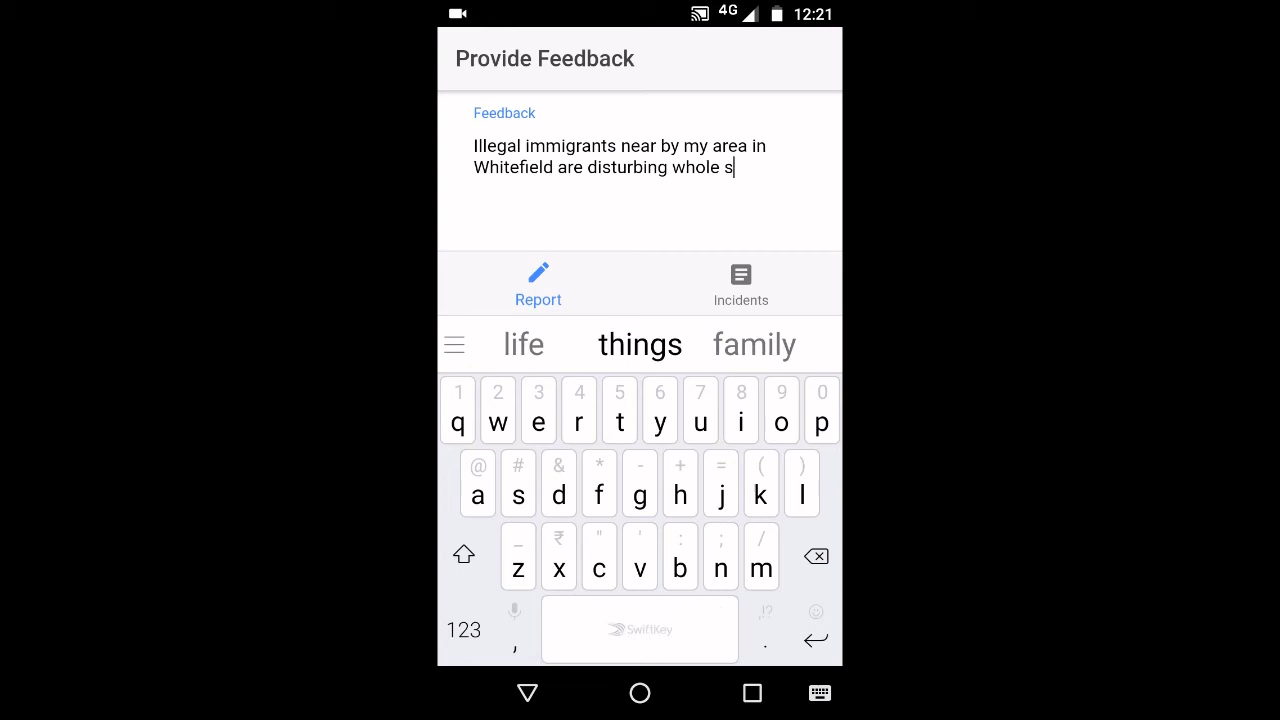 4G 12:21
Provide Feedback
Feedback
Illegal immigrants near by my area in
Whitefield are disturbing whole s
Report Incidents
life things family
1 2 3 4 5 6 7 8 9 0
q w e r t y u i o p
@ # & * - + = ( )
a s d f g h j k l
_ ₹ " ' : ; /
z x c v b n m
,!?
123 , SwiftKey .